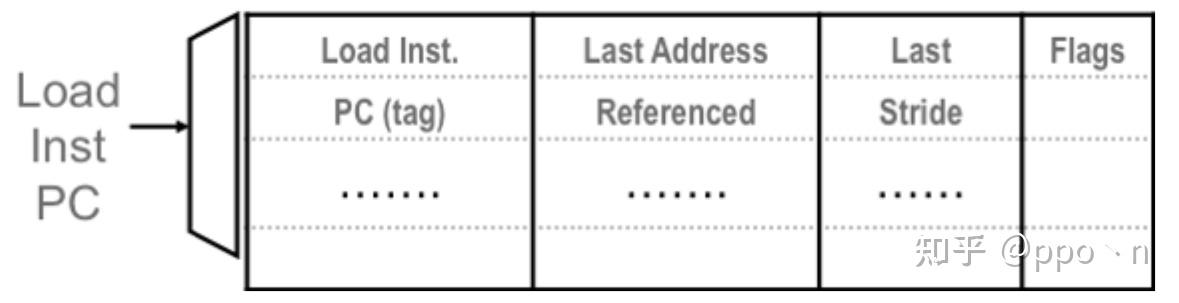 Load
Inst
PC
Load Inst. Last Address Last Flags
PC (tag) Referenced Stride
....... ....... ......
知乎 @ppo丶n